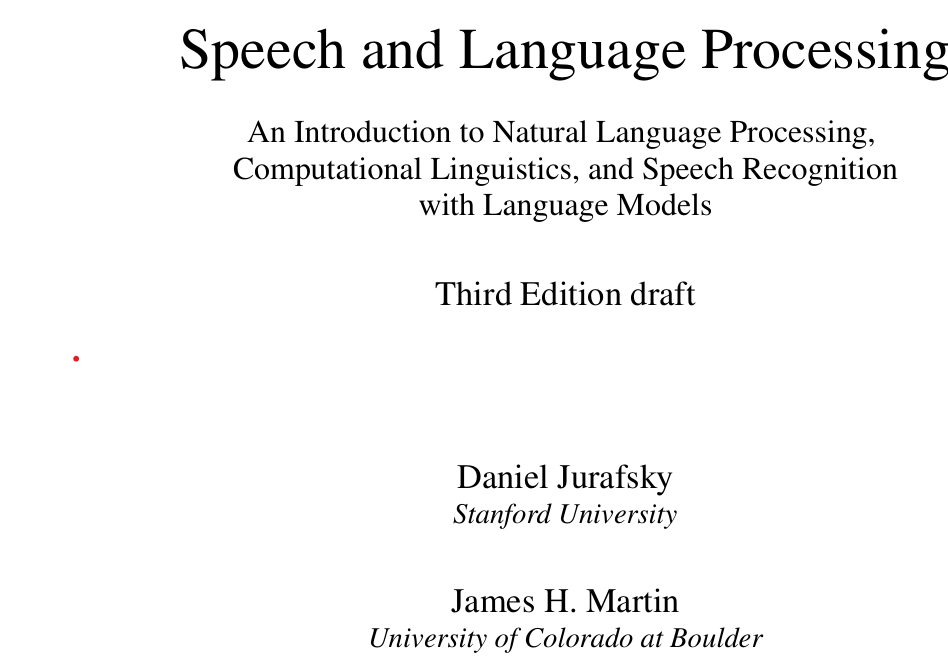 Speech and Language Processing
An Introduction to Natural Language Processing,
Computational Linguistics, and Speech Recognition
with Language Models
Third Edition draft
Daniel Jurafsky
Stanford University
James H. Martin
University of Colorado at Boulder